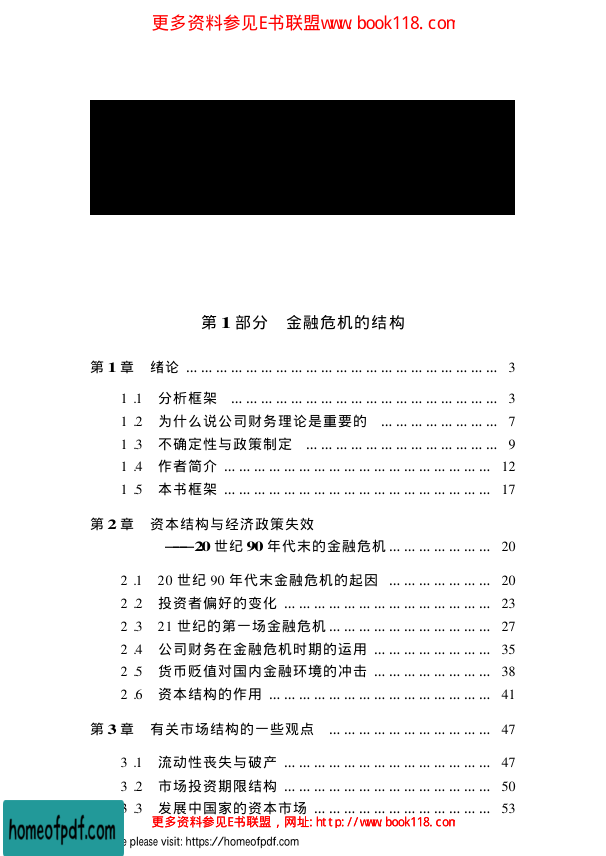 更多资料参见E书联盟www.book118.com
第1部分 金融危机的结构
第1章 绪论 ………………………………………………… 3
1.1 分析框架 ………………………………………… 3
1.2 为什么说公司财务理论是重要的 ………………… 7
1.3 不确定性与政策制定 …………………………… 9
1.4 作者简介 ………………………………………… 12
1.5 本书框架 ………………………………………… 17
第2章 资本结构与经济政策失效
——20世纪90年代末的金融危机 ………………… 20
2.1 20世纪90年代末金融危机的起因 ……………… 20
2.2 投资者偏好的变化 ……………………………… 23
2.3 21世纪的第一场金融危机 ……………………… 27
2.4 公司财务在金融危机时期的运用 ………………… 35
2.5 货币贬值对国内金融环境的冲击 ………………… 38
2.6 资本结构的作用 ………………………………… 41
第3章 有关市场结构的一些观点 ………………………… 47
3.1 流动性丧失与破产 ……………………………… 47
3.2 市场投资期限结构 ……………………………… 50
3.3 发展中国家的资本市场 ………………………… 53
更多资料参见E书联盟，网址:http://www.book118.com
homeofpdf.com
please visit: https://homeofpdf.com